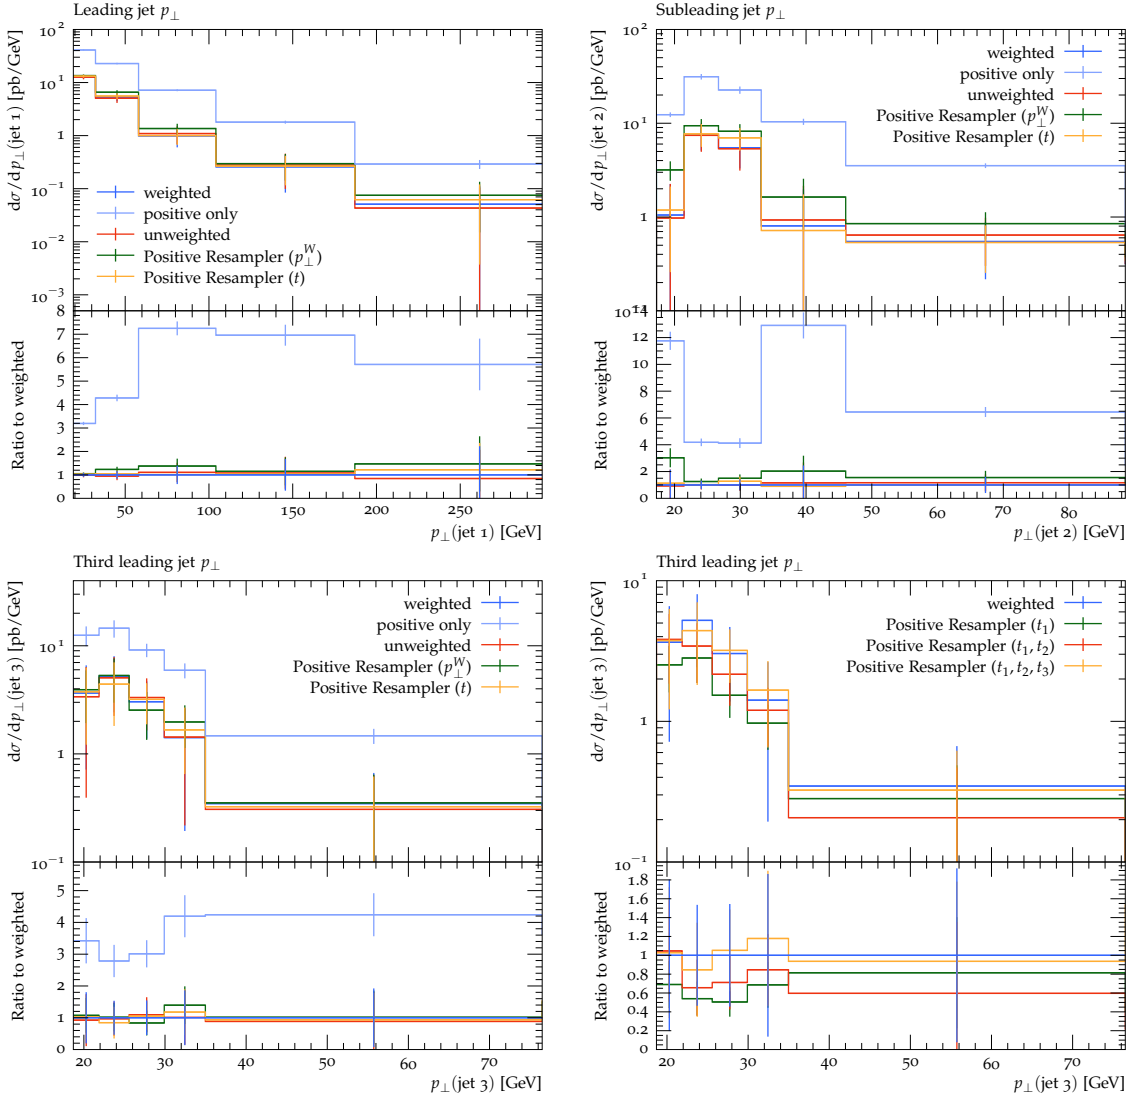 Leading jet p⊥
dσ/dp⊥(jet 1) [pb/GeV]
10²
10¹
1
10⁻¹
10⁻²
10⁻³
weighted
positive only
unweighted
Positive Resampler (p⊥^W)
Positive Resampler (t)
Ratio to weighted
8
7
6
5
4
3
2
1
0
50 100 150 200 250
p⊥(jet 1) [GeV]
Subleading jet p⊥
dσ/dp⊥(jet 2) [pb/GeV]
10²
10¹
1
weighted
positive only
unweighted
Positive Resampler (p⊥^W)
Positive Resampler (t)
Ratio to weighted
12
10
8
6
4
2
0
20 30 40 50 60 70 80
p⊥(jet 2) [GeV]
Third leading jet p⊥
dσ/dp⊥(jet 3) [pb/GeV]
10¹
1
10⁻¹
weighted
positive only
unweighted
Positive Resampler (p⊥^W)
Positive Resampler (t)
Ratio to weighted
5
4
3
2
1
0
20 30 40 50 60 70
p⊥(jet 3) [GeV]
Third leading jet p⊥
dσ/dp⊥(jet 3) [pb/GeV]
10¹
1
10⁻¹
weighted
Positive Resampler (t₁)
Positive Resampler (t₁, t₂)
Positive Resampler (t₁, t₂, t₃)
Ratio to weighted
1.8
1.6
1.4
1.2
1
0.8
0.6
0.4
0.2
0
20 30 40 50 60 70
p⊥(jet 3) [GeV]